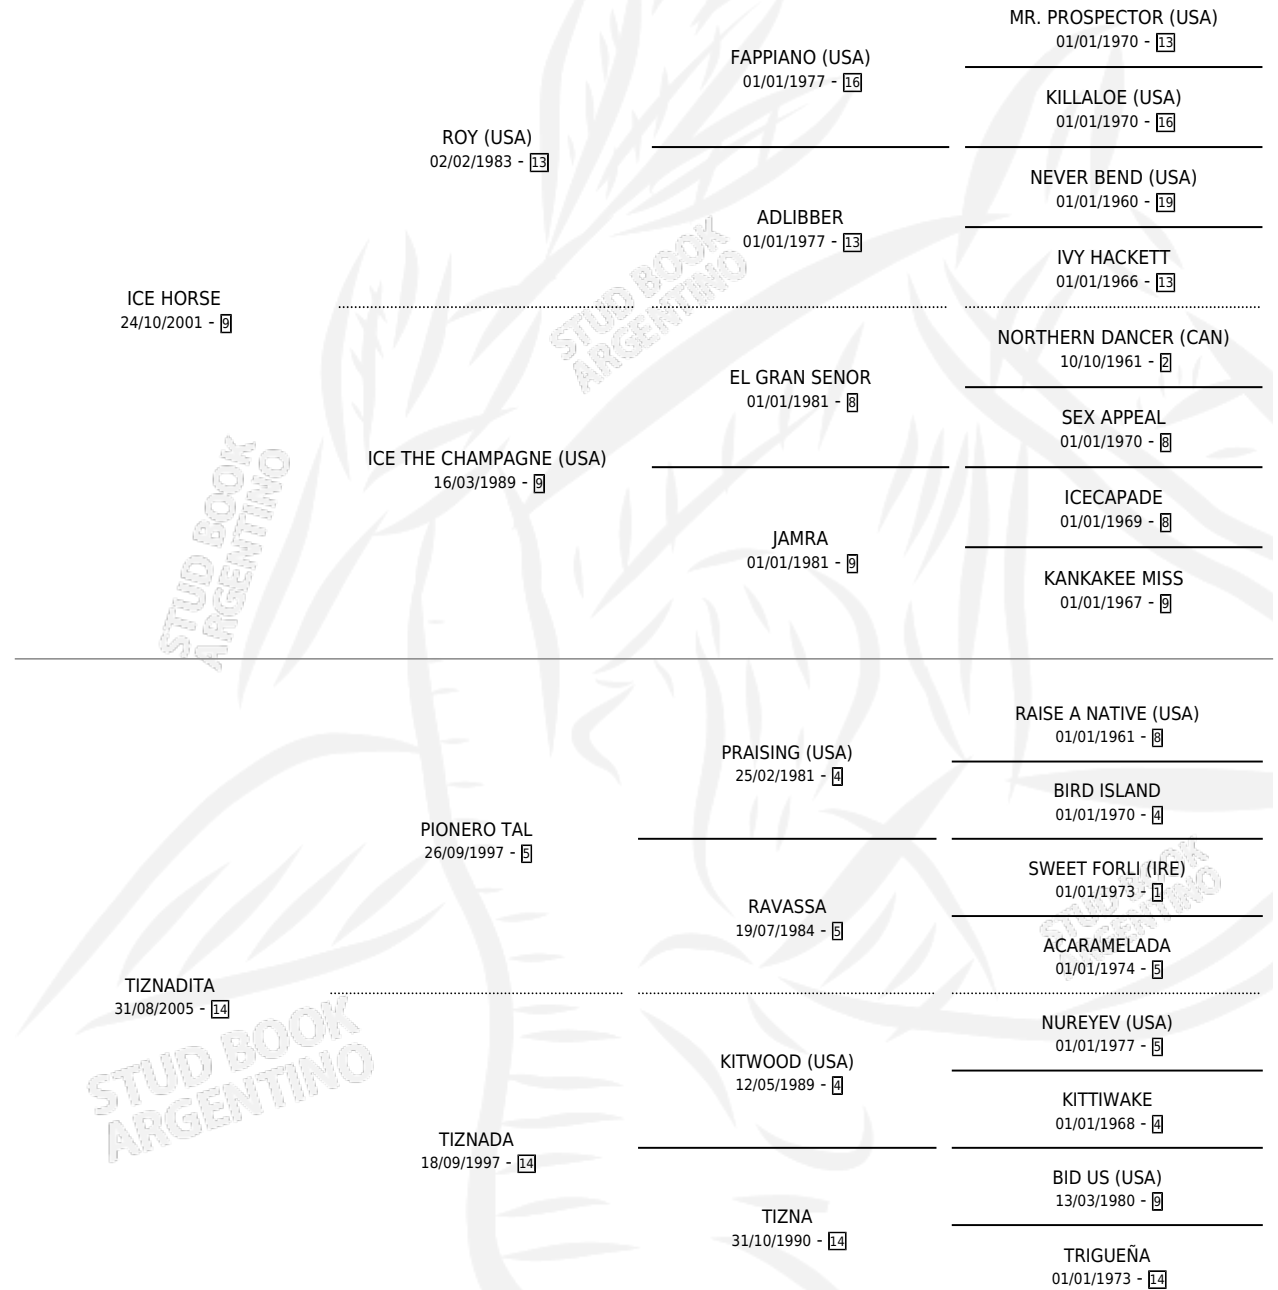 MR. PROSPECTOR (USA)
01/01/1970 - 13
FAPPIANO (USA)
01/01/1977 - 16
KILLALOE (USA)
01/01/1970 - 16
ROY (USA)
02/02/1983 - 13
NEVER BEND (USA)
01/01/1960 - 19
ADLIBBER
01/01/1977 - 13
IVY HACKETT
01/01/1966 - 13
ICE HORSE
24/10/2001 - 9
NORTHERN DANCER (CAN)
10/10/1961 - 2
EL GRAN SENOR
01/01/1981 - 8
SEX APPEAL
01/01/1970 - 8
ICE THE CHAMPAGNE (USA)
16/03/1989 - 9
ICECAPADE
01/01/1969 - 8
JAMRA
01/01/1981 - 9
KANKAKEE MISS
01/01/1967 - 9
STUD BOOK
ARGENTINO
STUD BOOK
ARGENTINO
RAISE A NATIVE (USA)
01/01/1961 - 8
PRAISING (USA)
25/02/1981 - 4
BIRD ISLAND
01/01/1970 - 4
PIONERO TAL
26/09/1997 - 5
SWEET FORLI (IRE)
01/01/1973 - 1
RAVASSA
19/07/1984 - 5
ACARAMELADA
01/01/1974 - 5
STUD BOOK
ARGENTINO
TIZNADITA
31/08/2005 - 14
NUREYEV (USA)
01/01/1977 - 5
KITWOOD (USA)
12/05/1989 - 4
KITTIWAKE
01/01/1968 - 4
STUD BOOK
ARGENTINO
TIZNADA
18/09/1997 - 14
BID US (USA)
13/03/1980 - 9
TIZNA
31/10/1990 - 14
TRIGUEÑA
01/01/1973 - 14